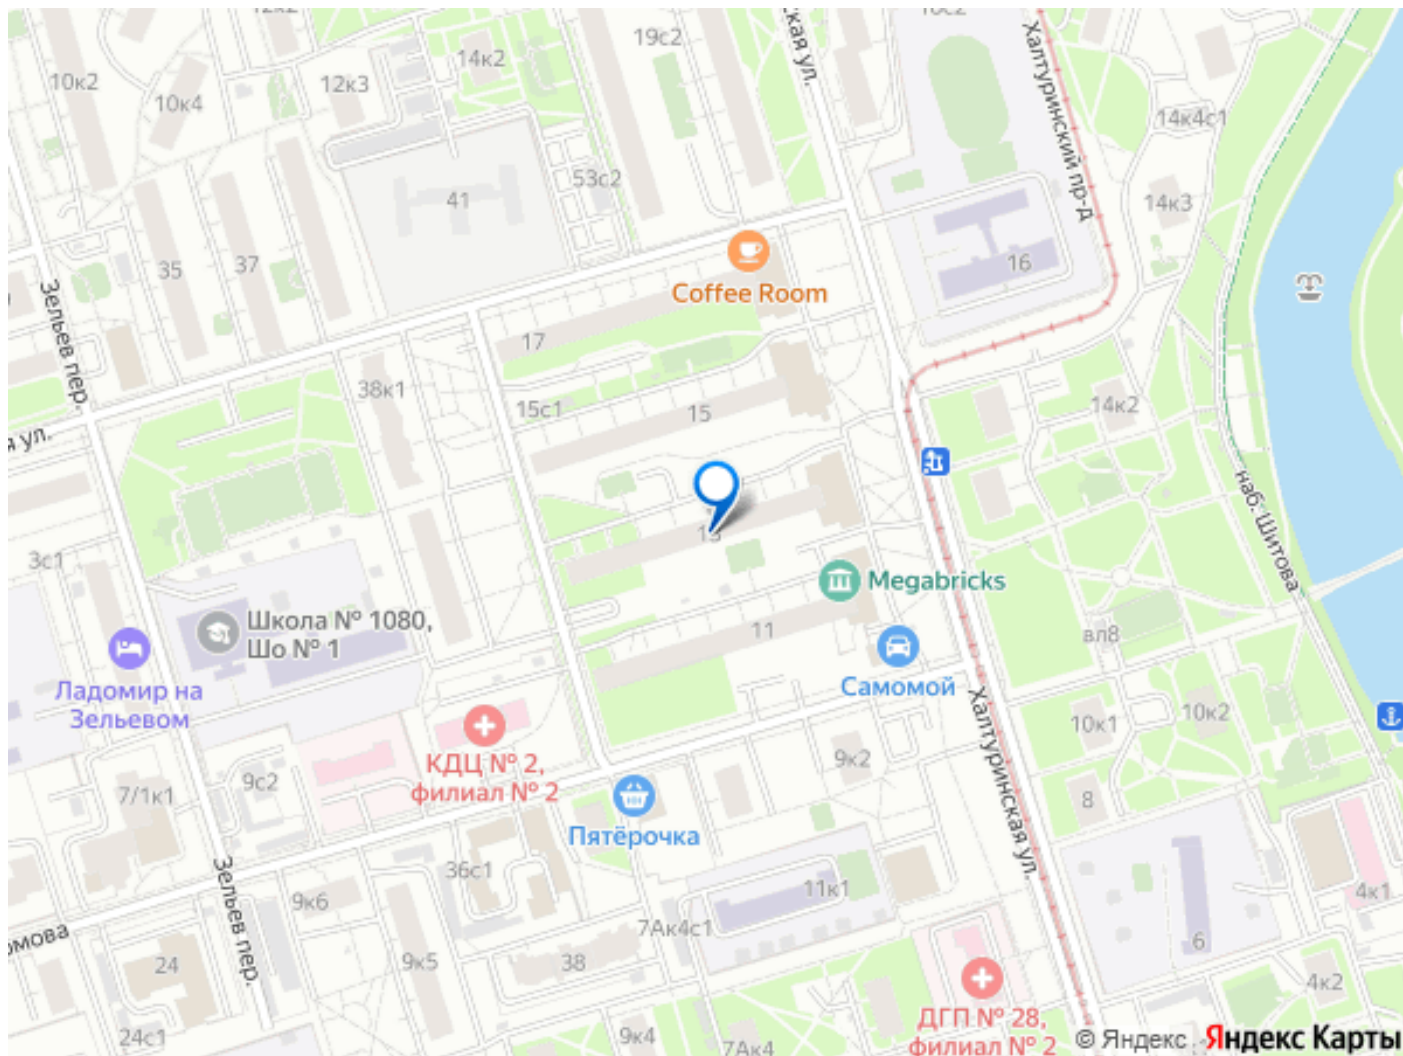 19с2
ская ул.
Халтуринский пр-д
10к2
10к4
12к3
14к2
14к4с1
53с2
41
14к3
35
37
16
Зельев пер.
Coffee Room
17
38к1
15с1
15
14к2
я ул.
13
наб. Шитова
3с1
Школа № 1080,
Шо № 1
Megabricks
11
вл8
Ладомир на
Зельевом
Самомой
Халтуринская ул.
10к1
10к2
КДЦ № 2,
филиал № 2
9к2
9с2
7/1к1
8
Пятёрочка
36с1
11к1
4к1
9к6
Зельев пер.
омова
7Ак4с1
6
24
9к5
38
4к2
ДГП № 28,
филиал № 2
24с1
9к4
7Ак4
© Яндекс
Яндекс Карты